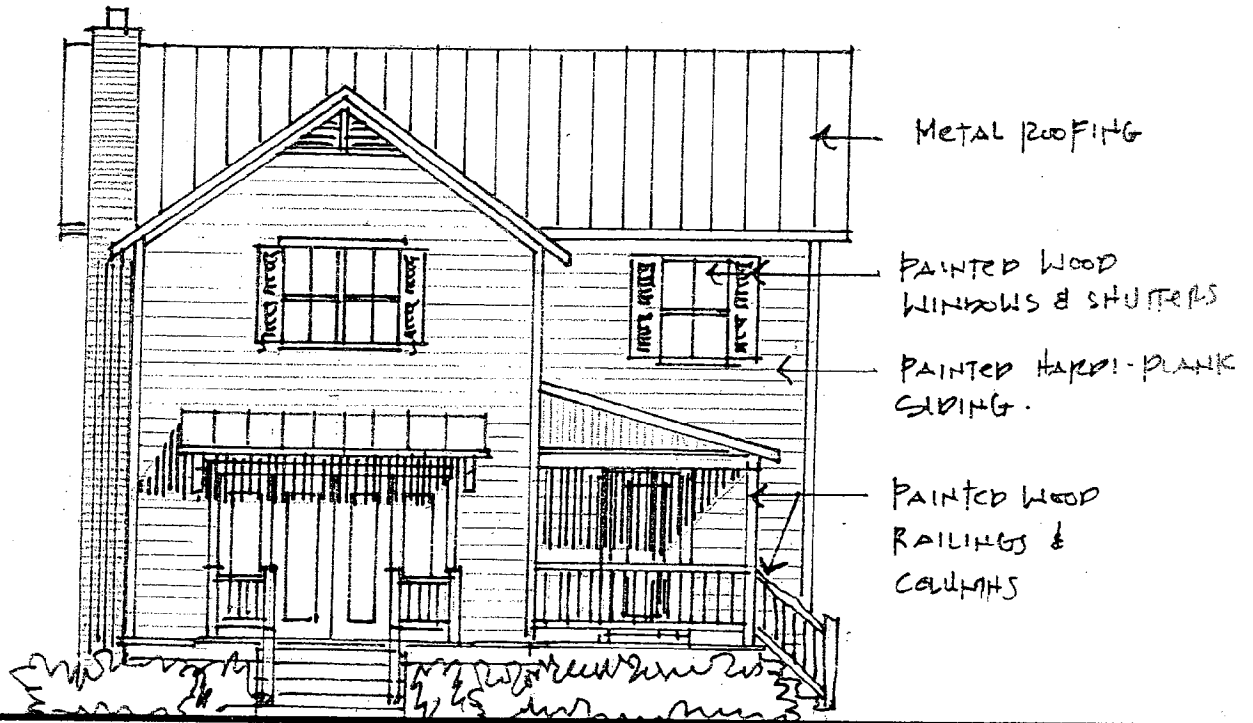 METAL ROOFING
PAINTED WOOD
WINDOWS & SHUTTERS
PAINTED HARDI-PLANK
SIDING.
PAINTED WOOD
RAILINGS &
COLUMNS